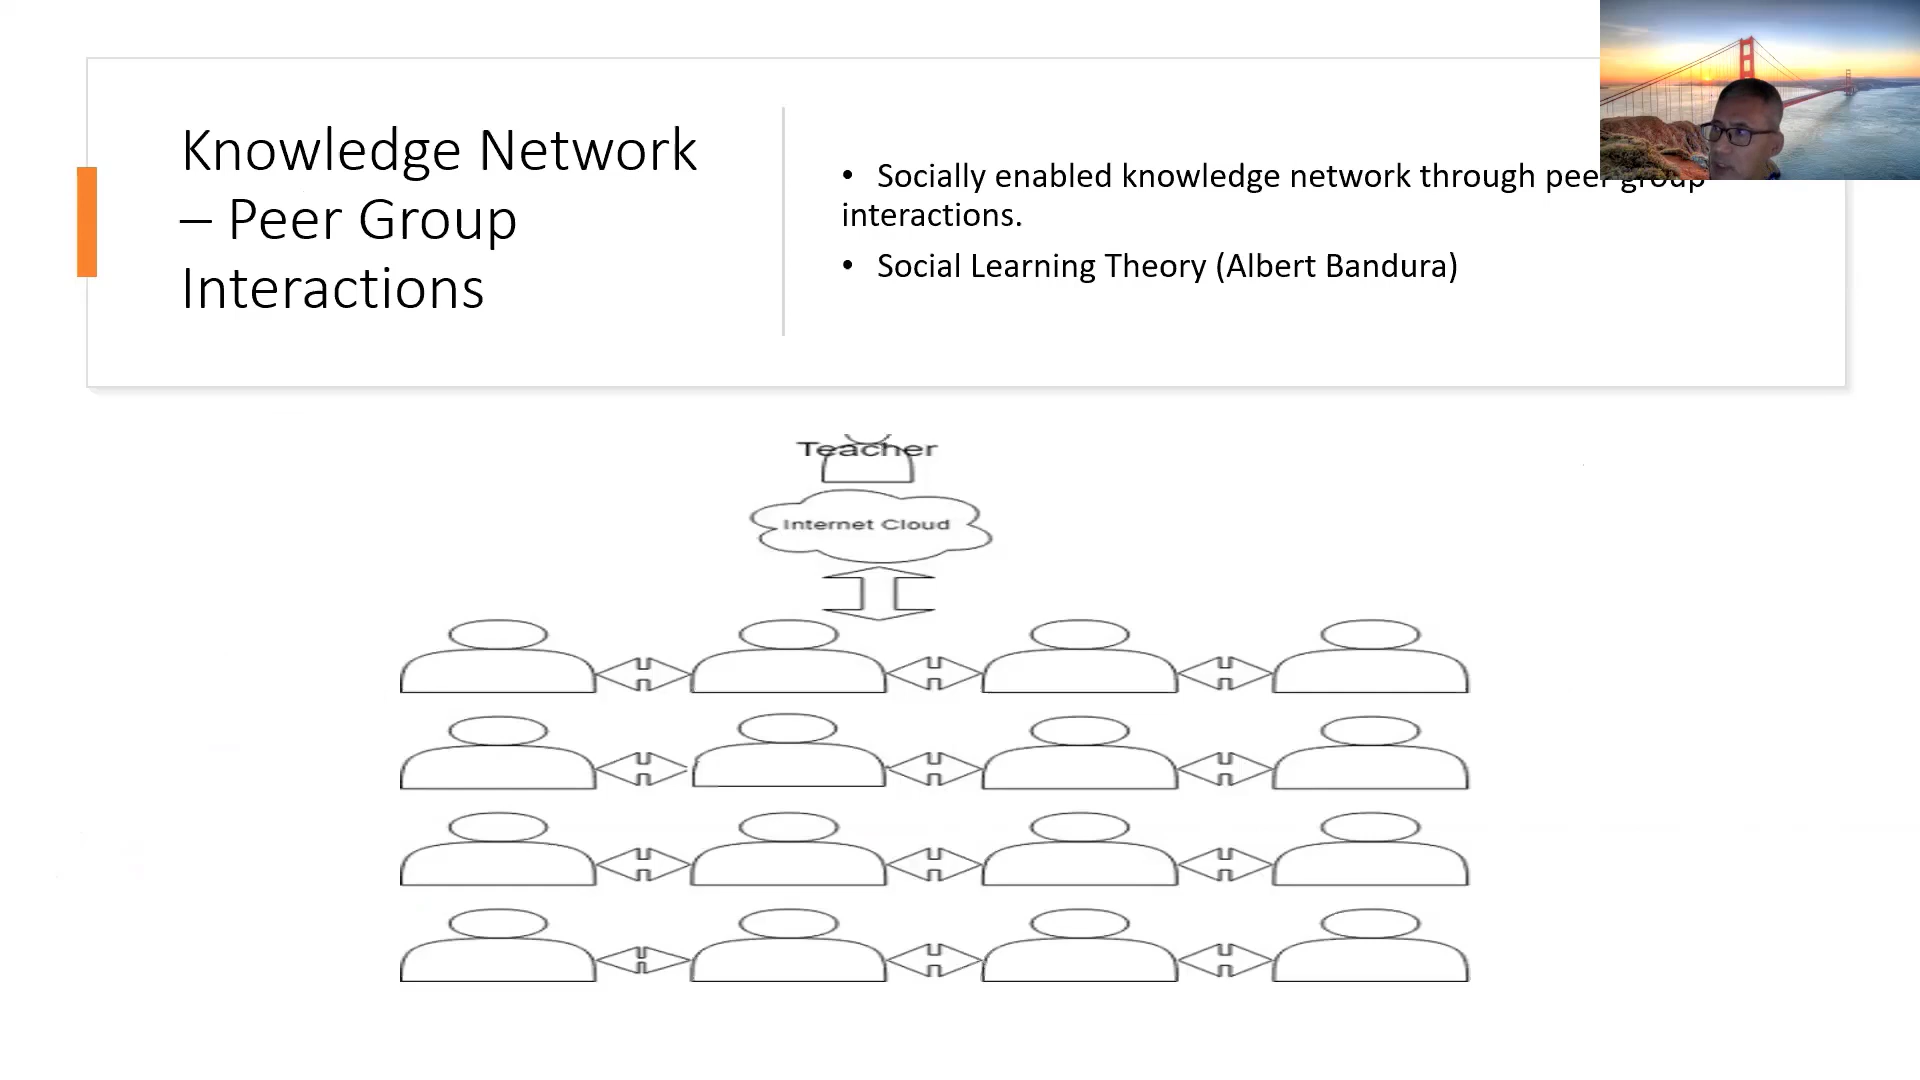 Knowledge Network
– Peer Group
Interactions
• Socially enabled knowledge network through peer group
interactions.
• Social Learning Theory (Albert Bandura)
Teacher
Internet Cloud